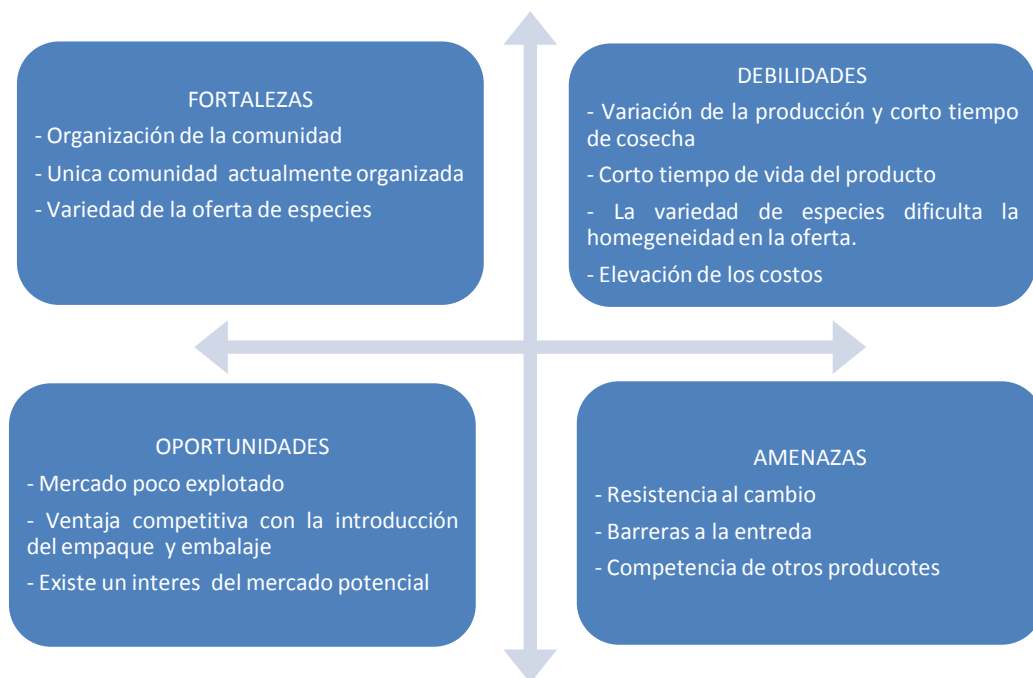 FORTALEZAS
- Organización de la comunidad
- Unica comunidad actualmente organizada
- Variedad de la oferta de especies
DEBILIDADES
- Variación de la producción y corto tiempo
de cosecha
- Corto tiempo de vida del producto
- La variedad de especies dificulta la
homegeneidad en la oferta.
- Elevación de los costos
OPORTUNIDADES
- Mercado poco explotado
- Ventaja competitiva con la introducción
del empaque y embalaje
- Existe un interes del mercado potencial
AMENAZAS
- Resistencia al cambio
- Barreras a la entreda
- Competencia de otros producotes